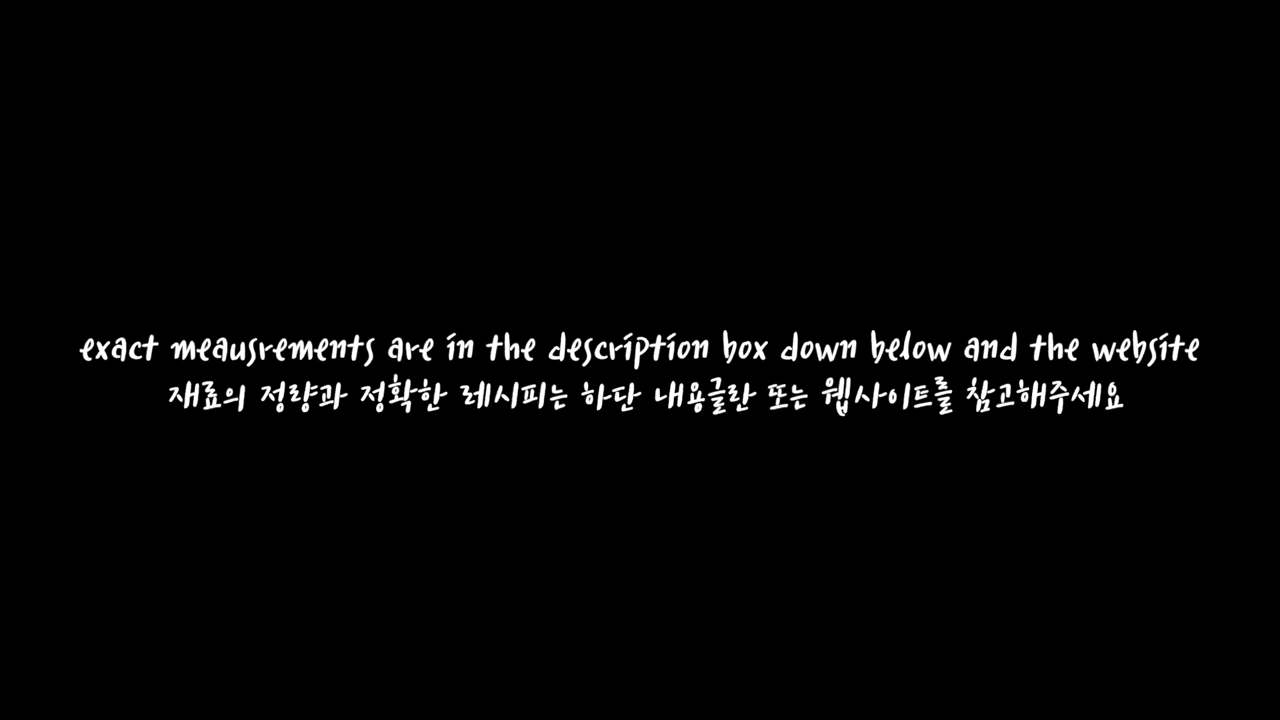 exact meausrements are in the description box down below and the website
재료의 정량과 정확한 레시피는 하단 내용글란 또는 웹사이트를 참고해주세요